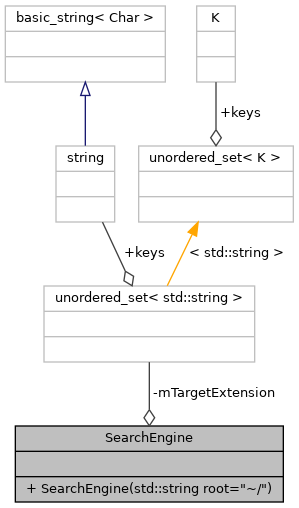 basic_string< Char >
K
+keys
string
unordered_set< K >
+keys
< std::string >
unordered_set< std::string >
-mTargetExtension
SearchEngine
+ SearchEngine(std::string root="~/")